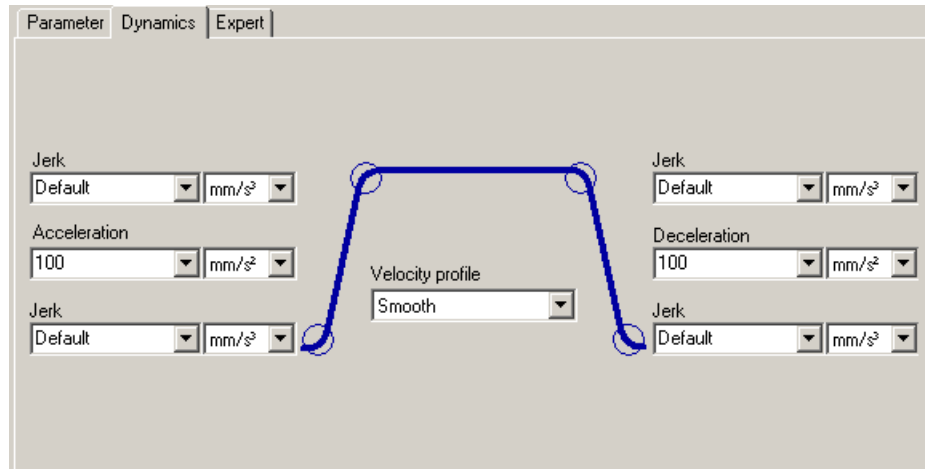 Parameter Dynamics Expert
Jerk Jerk
Default mm/s³ Default mm/s³
Acceleration Deceleration
100 mm/s² 100 mm/s²
Velocity profile
Smooth
Jerk Jerk
Default mm/s³ Default mm/s³